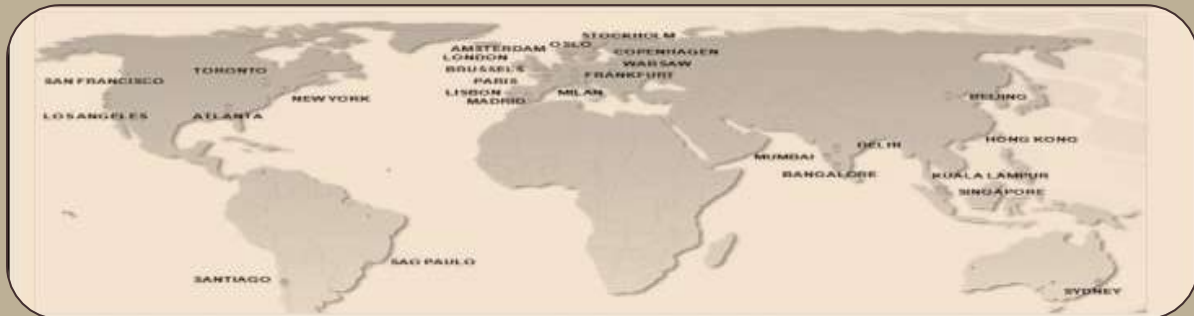 STOCKHOLM
OSLO
AMSTERDAM
COPENHAGEN
LONDON
WARSAW
BRUSSELS
TORONTO
FRANKFURT
SAN FRANCISCO
PARIS
LISBON
MILAN
MADRID
NEW YORK
BEIJING
LOS ANGELES
ATLANTA
HONG KONG
DELHI
MUMBAI
BANGALORE
KUALA LAMPUR
SINGAPORE
SAO PAULO
SANTIAGO
SYDNEY